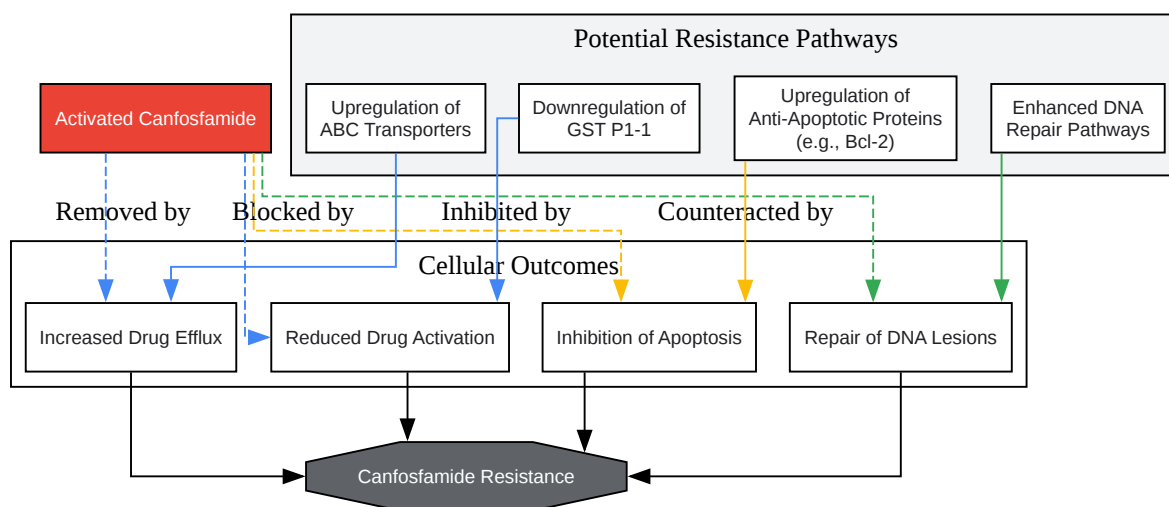 Potential Resistance Pathways
Activated Canfosfamide
Upregulation of
ABC Transporters
Downregulation of
GST P1-1
Upregulation of
Anti-Apoptotic Proteins
(e.g., Bcl-2)
Enhanced DNA
Repair Pathways
Removed by
Blocked by
Inhibited by
Counteracted by
Cellular Outcomes
Increased Drug Efflux
Reduced Drug Activation
Inhibition of Apoptosis
Repair of DNA Lesions
Canfosfamide Resistance